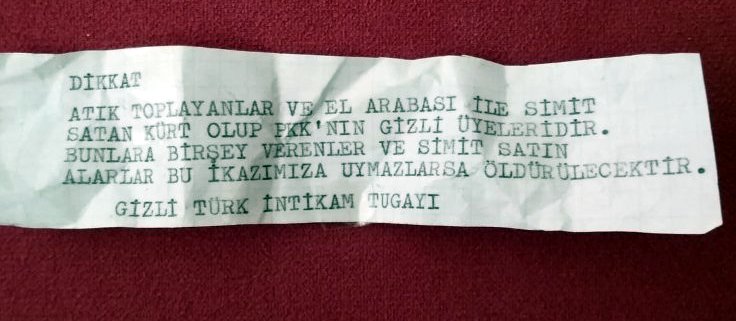 DİKKAT
ATIK TOPLAYANLAR VE EL ARABASI İLE SİMİT
SATAN KÜRT OLUP PKK'NIN GİZLİ ÜYELERİDİR.
BUNLARA BİRŞEY VERENLER VE SİMİT SATIN
ALARLAR BU İKAZIMIZA UYMAZLARSA ÖLDÜRÜLECEKTİR.
GİZLİ TÜRK İNTİKAM TUGAYI